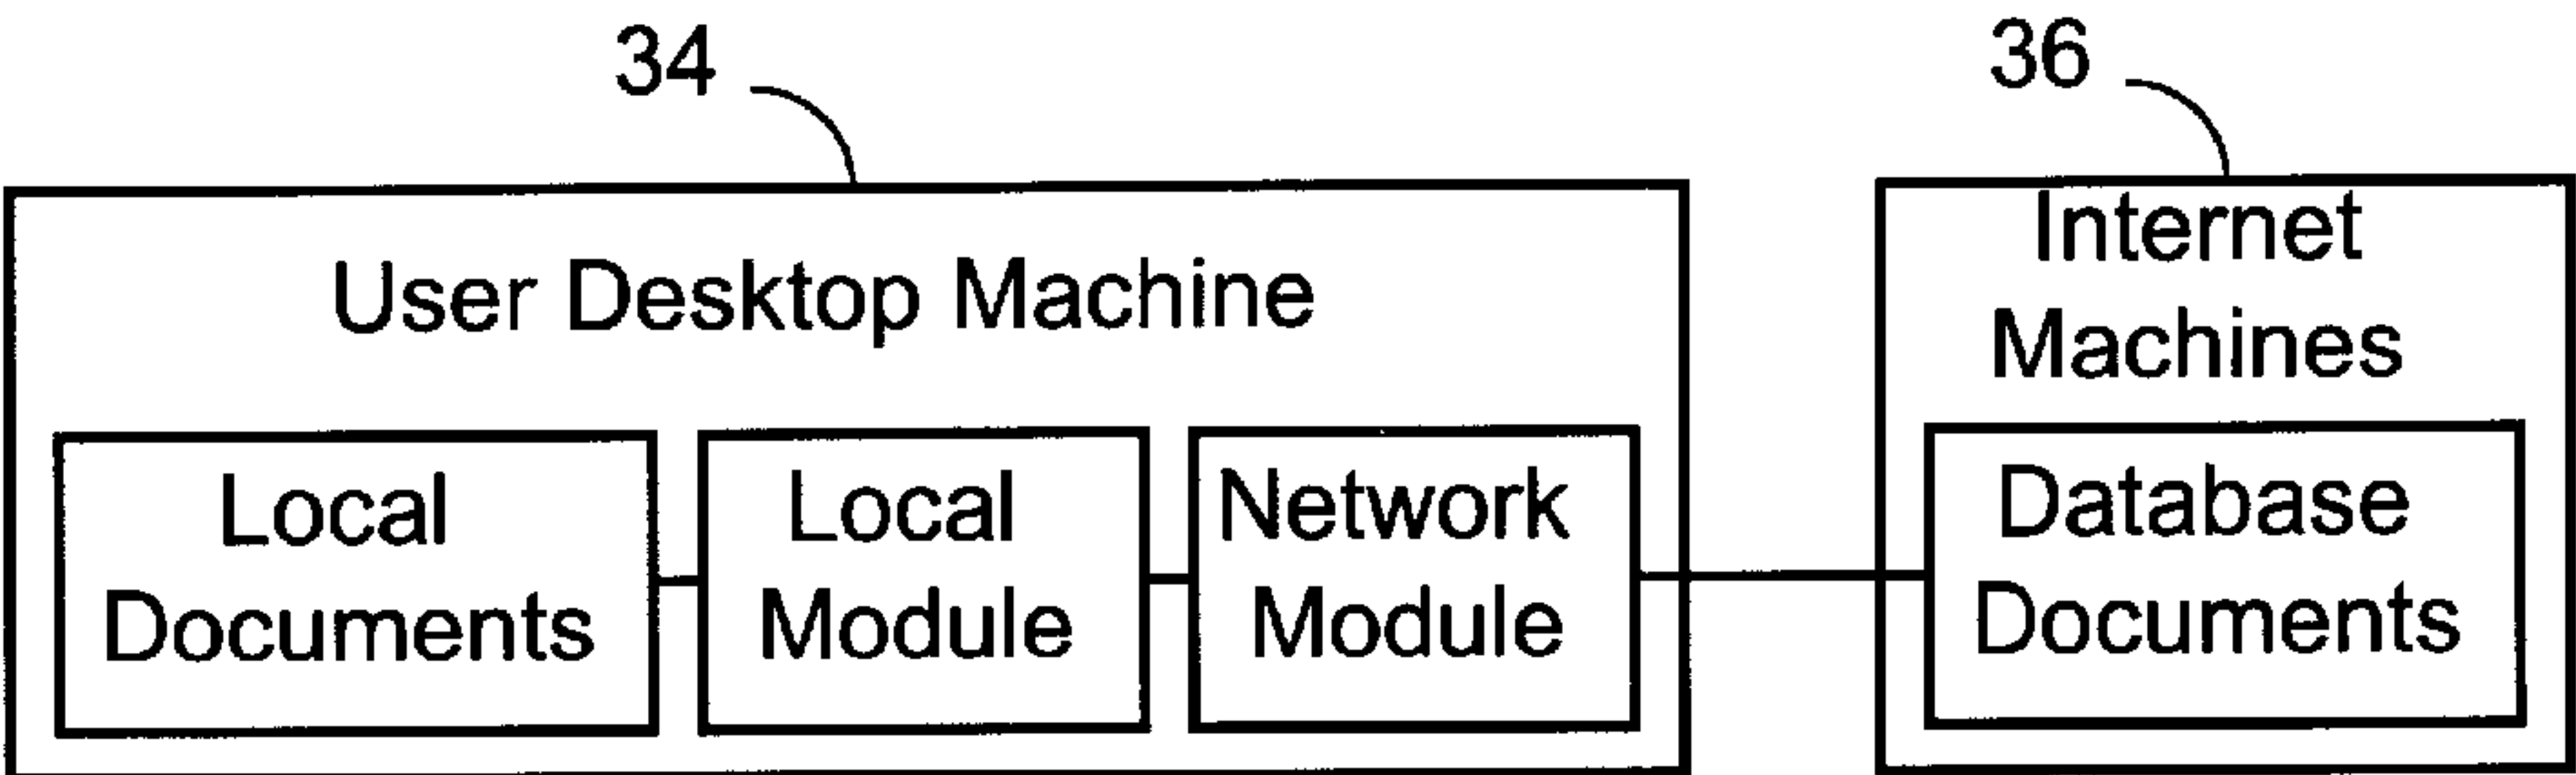 34
36
User Desktop Machine
Internet
Machines
Local
Documents
Local
Module
Network
Module
Database
Documents